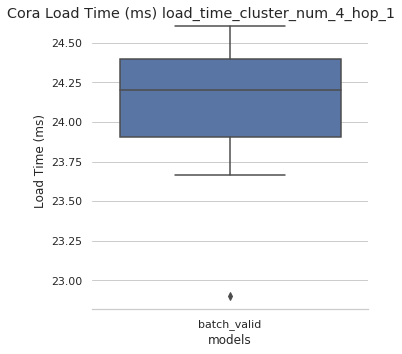 Cora Load Time (ms) load_time_cluster_num_4_hop_1
24.50
24.25
24.00
23.75
23.50
23.25
23.00
Load Time (ms)
batch_valid
models